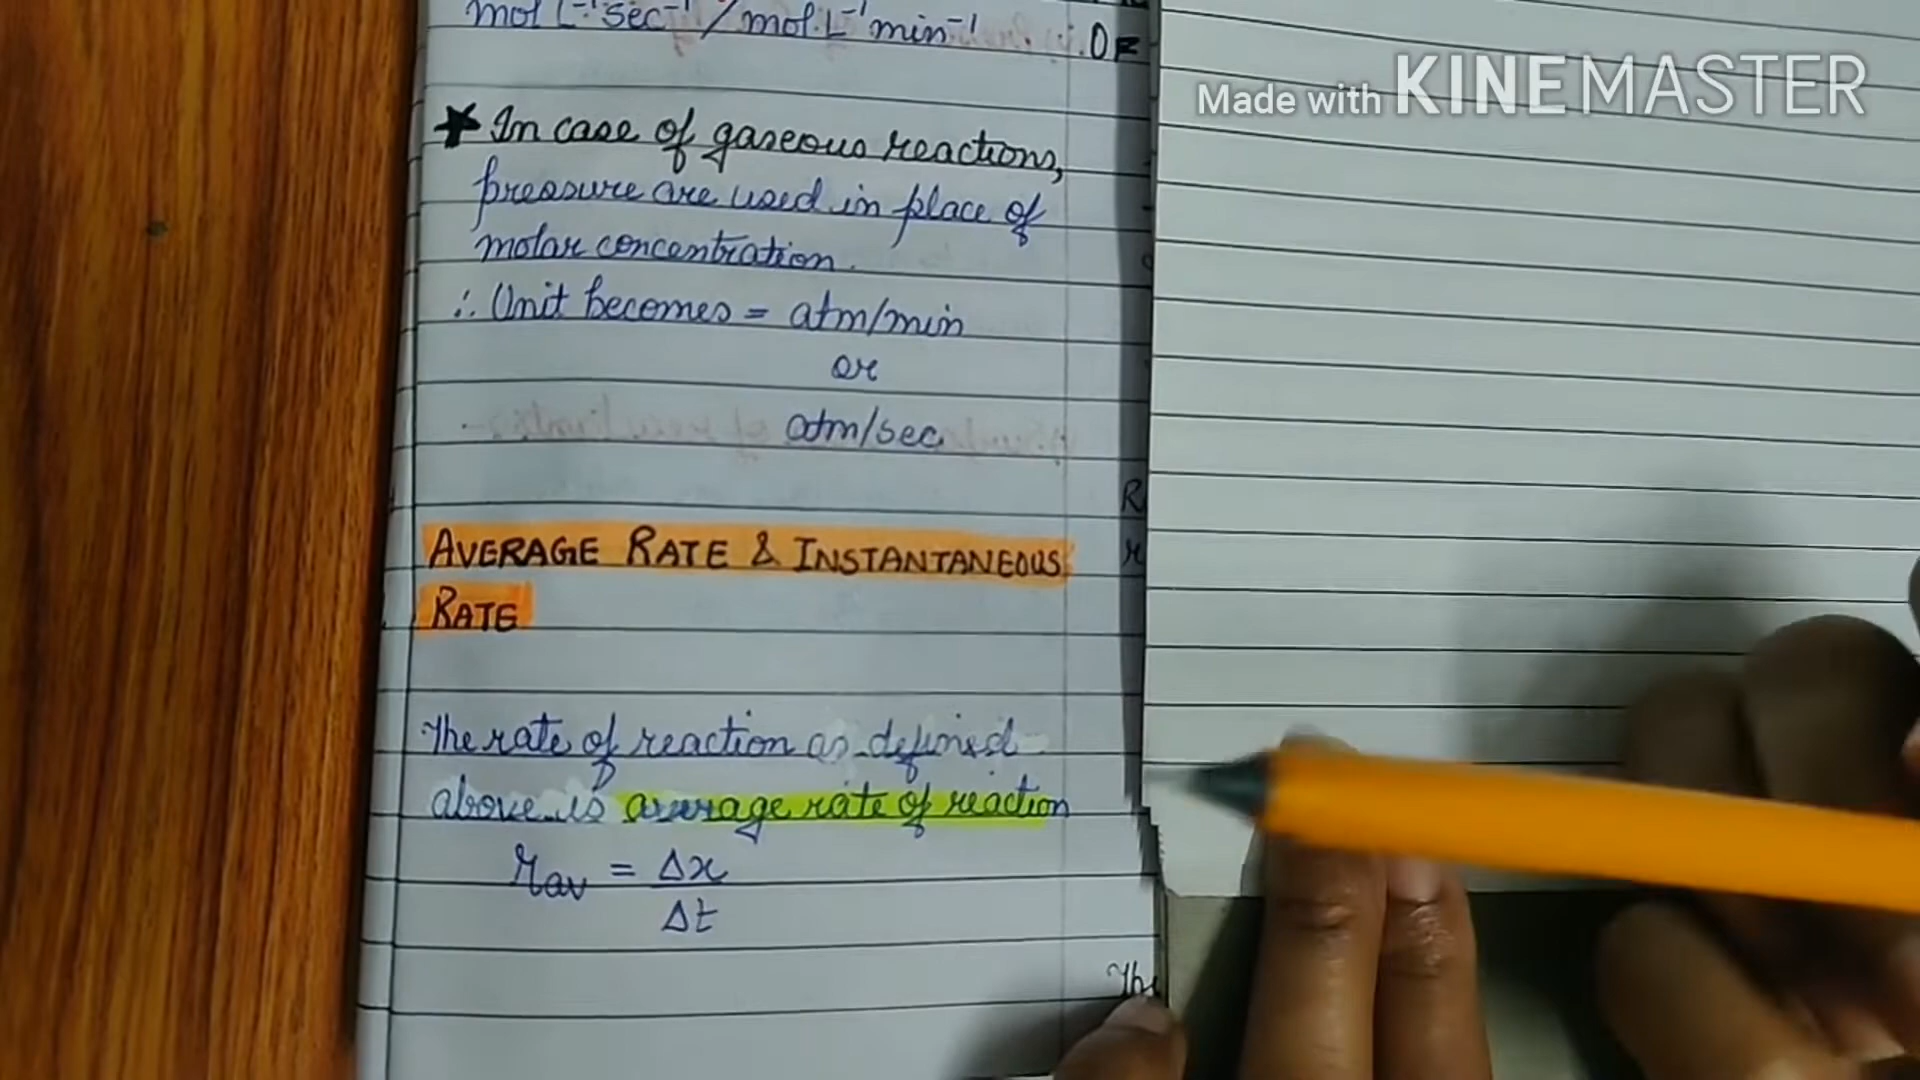 mol L⁻¹ sec⁻¹ / mol.L⁻¹ min⁻¹
Made with KINEMASTER
★ In case of gaseous reactions,
pressure are used in place of
molar concentration.
∴ Unit becomes = atm/min
or
atm/sec
AVERAGE RATE & INSTANTANEOUS
RATE
The rate of reaction as defined
above is average rate of reaction
rav = Δx
Δt